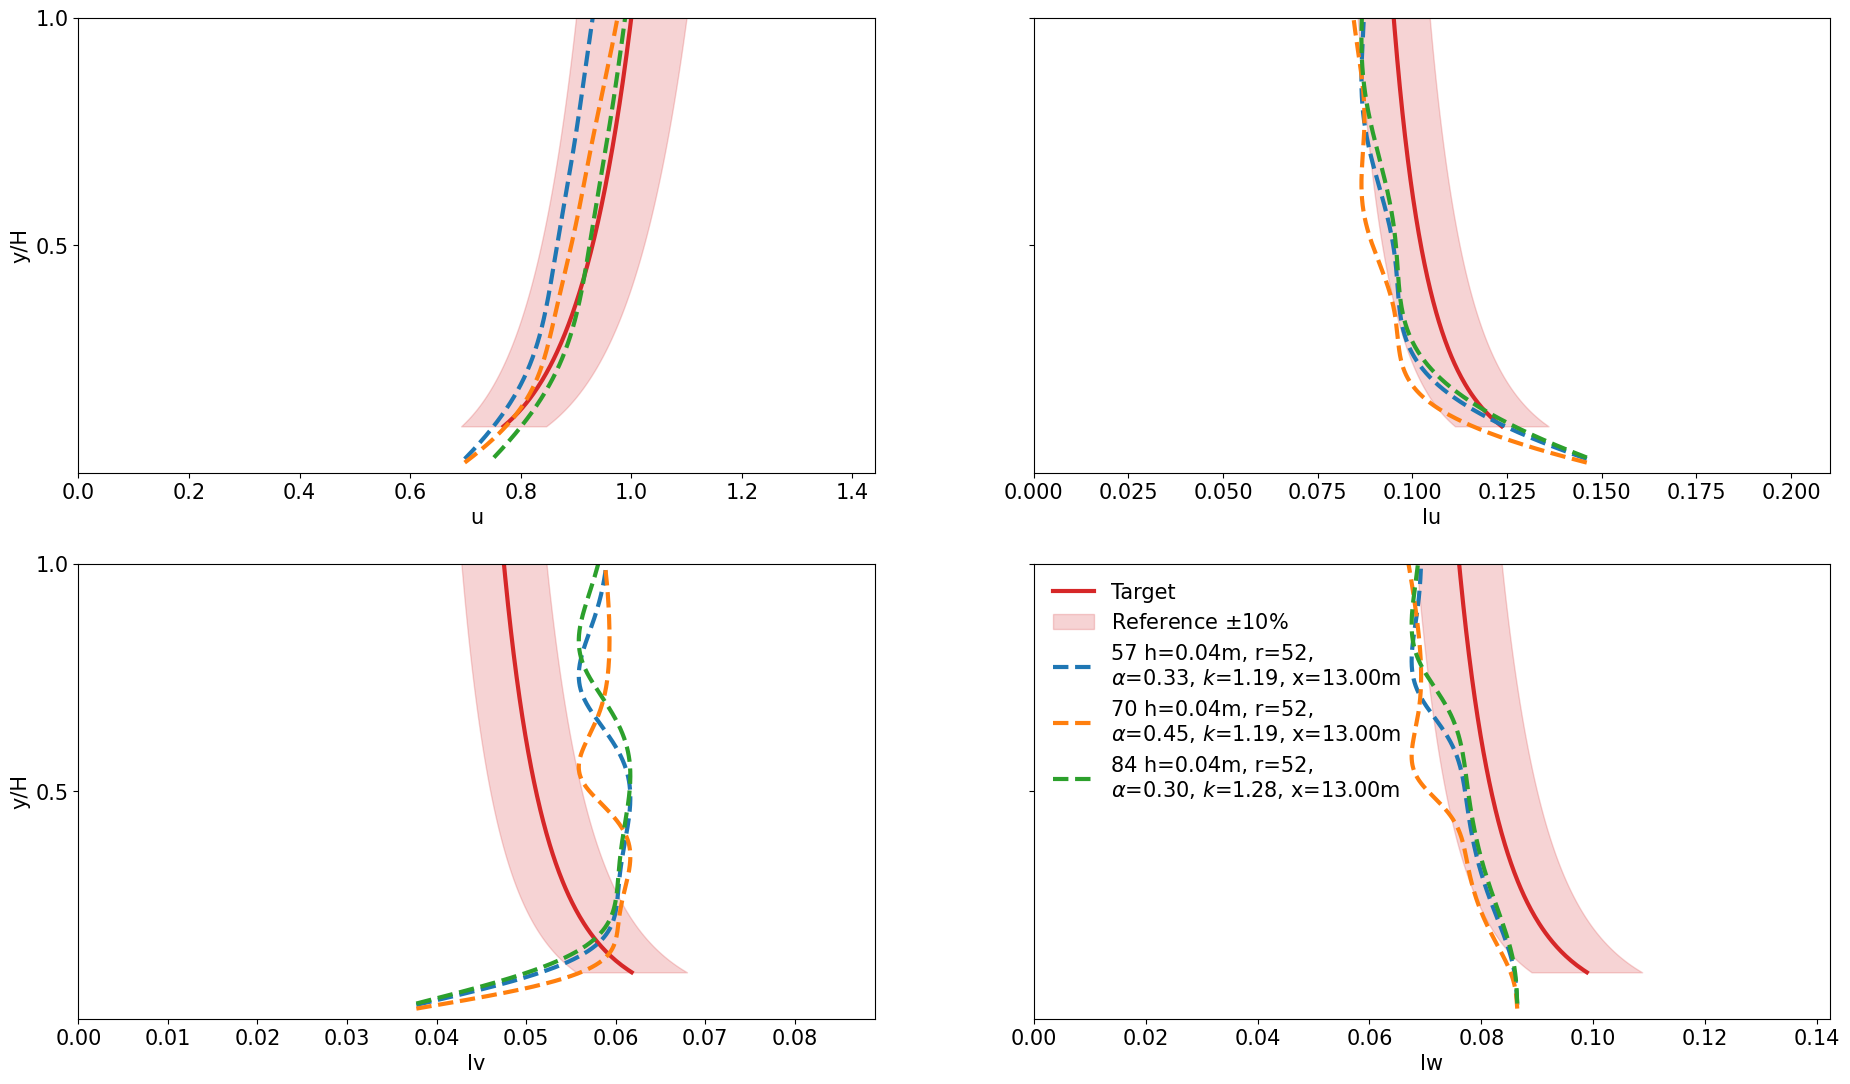 1.0
0.5
y/H
0.0 0.2 0.4 0.6 0.8 1.0 1.2 1.4
u
0.000 0.025 0.050 0.075 0.100 0.125 0.150 0.175 0.200
Iu
1.0
0.5
y/H
0.00 0.01 0.02 0.03 0.04 0.05 0.06 0.07 0.08
Iv
Target
Reference ±10%
57 h=0.04m, r=52,
α=0.33, k=1.19, x=13.00m
70 h=0.04m, r=52,
α=0.45, k=1.19, x=13.00m
84 h=0.04m, r=52,
α=0.30, k=1.28, x=13.00m
0.00 0.02 0.04 0.06 0.08 0.10 0.12 0.14
Iw